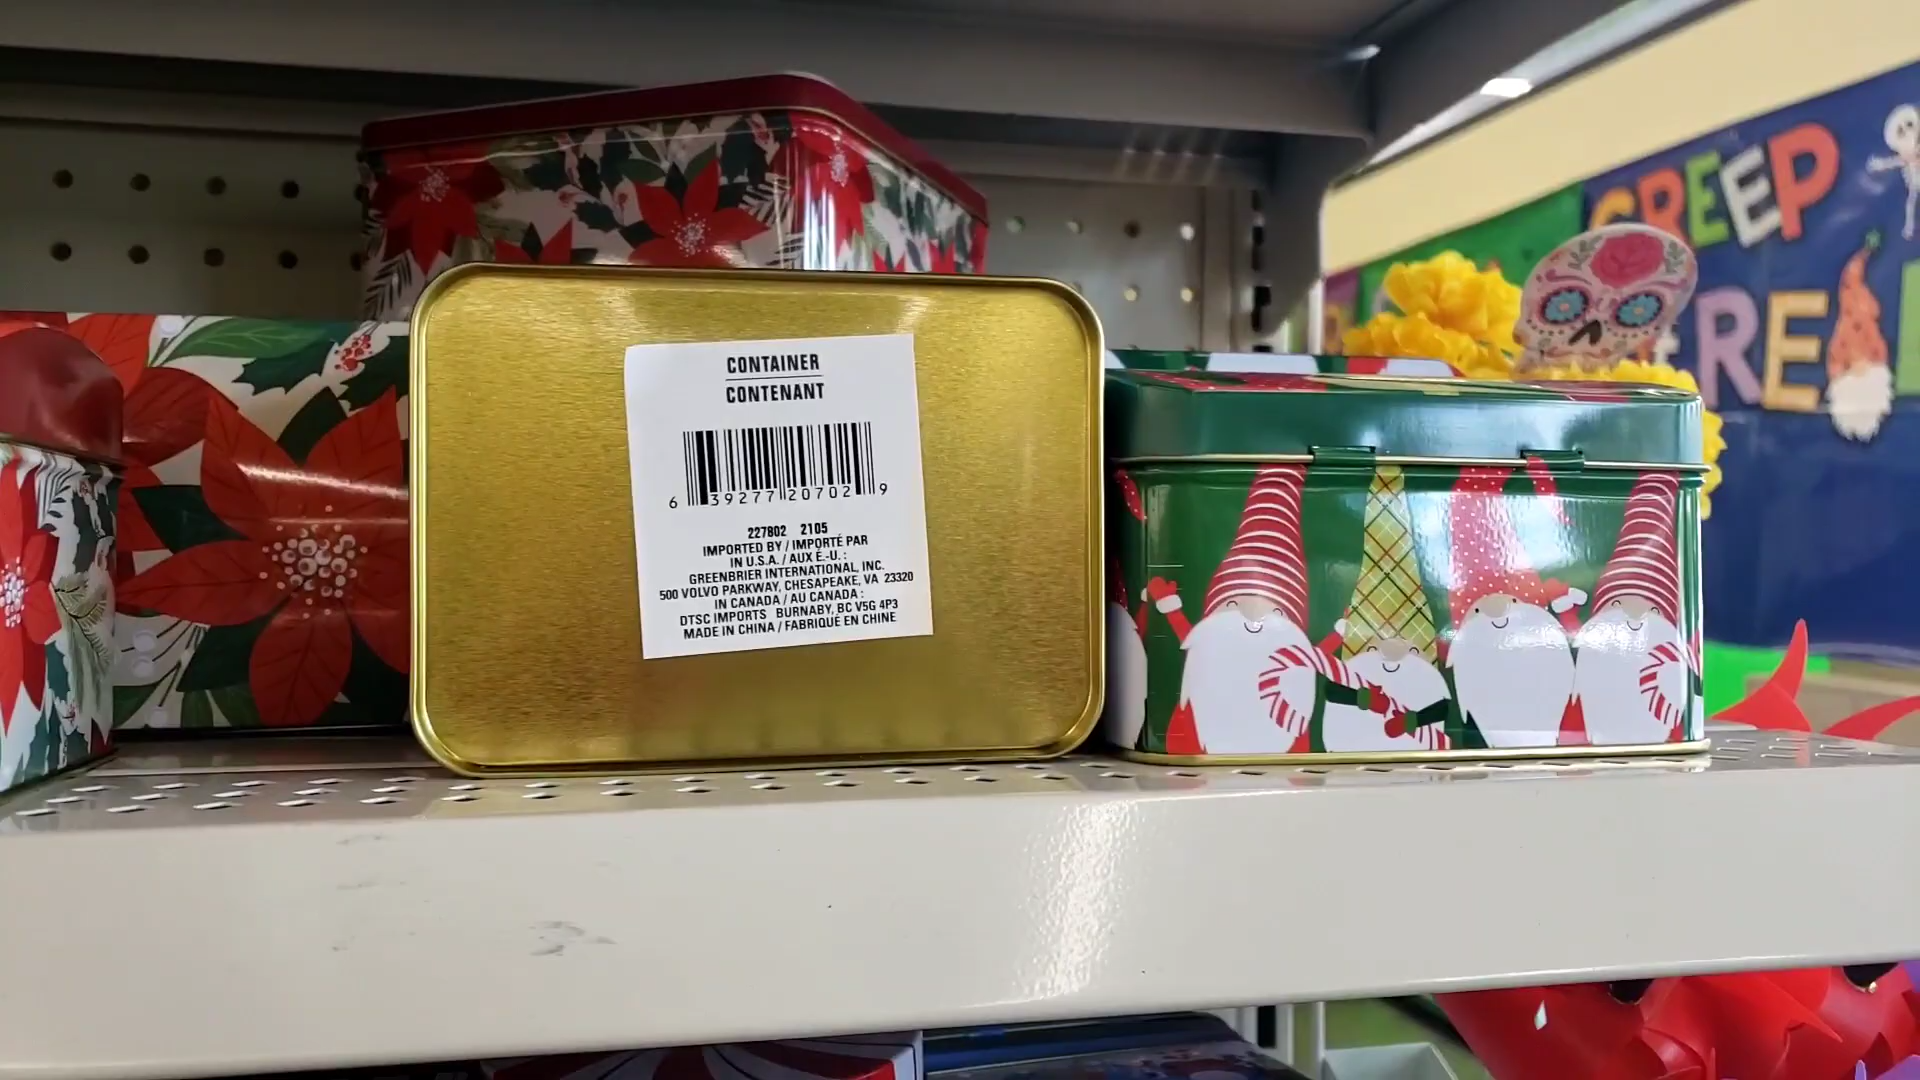 CONTAINER
CONTENANT
6 39277 20702 9
227802 2105
IMPORTED BY / IMPORTÉ PAR
IN U.S.A. / AUX É.-U. :
GREENBRIER INTERNATIONAL, INC.
500 VOLVO PARKWAY, CHESAPEAKE, VA 23320
IN CANADA / AU CANADA :
DTSC IMPORTS BURNABY, BC V5G 4P3
MADE IN CHINA / FABRIQUÉ EN CHINE
CREEP